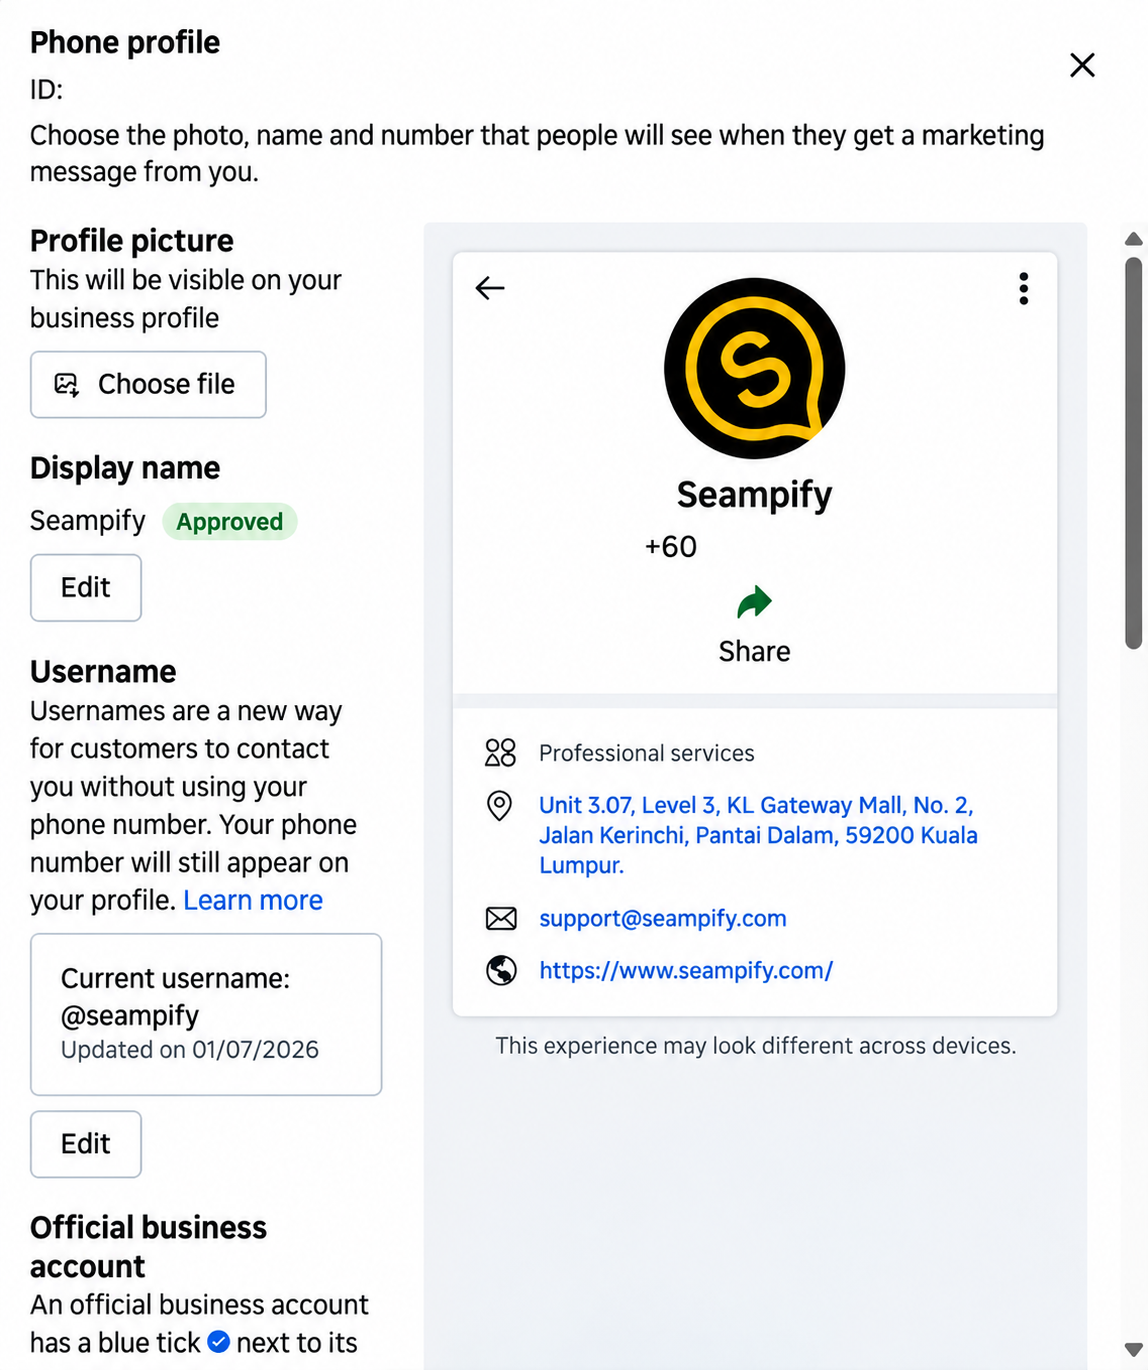 Phone profile
ID:
Choose the photo, name and number that people will see when they get a marketing
message from you.
Profile picture
This will be visible on your
business profile
Choose file
Display name
Seampify Approved
Edit
Username
Usernames are a new way
for customers to contact
you without using your
phone number. Your phone
number will still appear on
your profile. Learn more
Current username:
@seampify
Updated on 01/07/2026
Edit
Official business
account
An official business account
has a blue tick next to its
S
Seampify
+60
Share
Professional services
Unit 3.07, Level 3, KL Gateway Mall, No. 2,
Jalan Kerinchi, Pantai Dalam, 59200 Kuala
Lumpur.
support@seampify.com
https://www.seampify.com/
This experience may look different across devices.